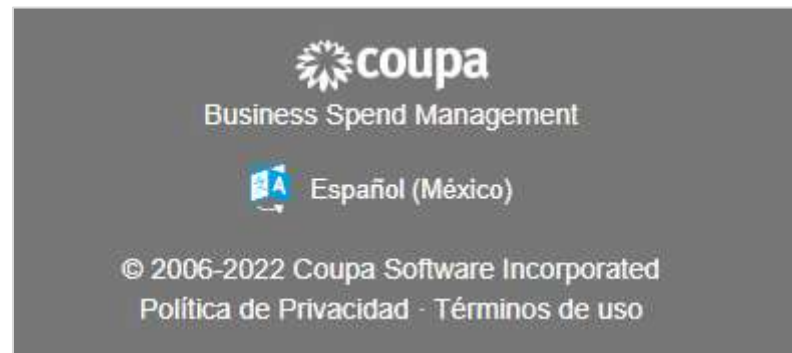 coupa
Business Spend Management
Español (México)
© 2006-2022 Coupa Software Incorporated
Política de Privacidad · Términos de uso